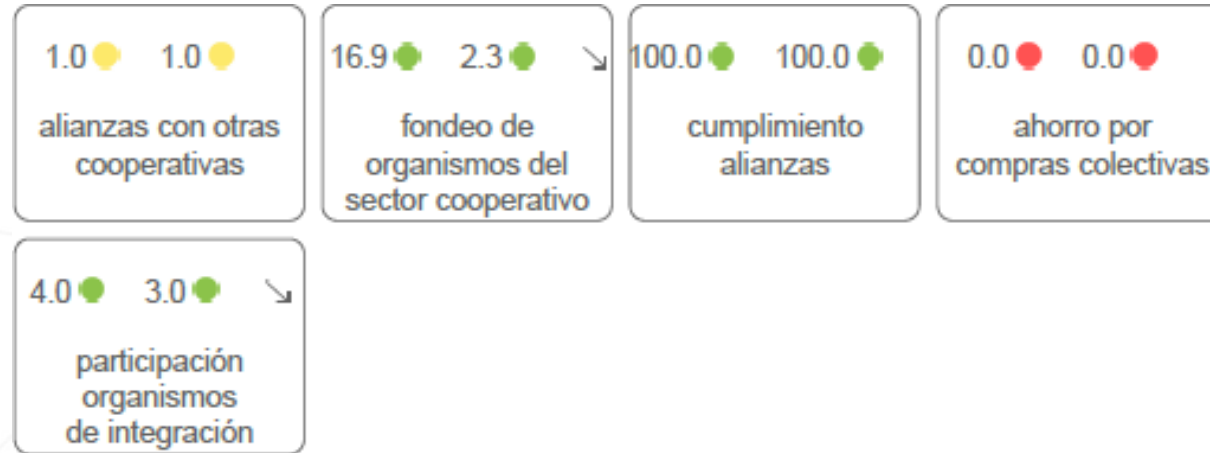 1.0 1.0
alianzas con otras
cooperativas
16.9 2.3
fondeo de
organismos del
sector cooperativo
100.0 100.0
cumplimiento
alianzas
0.0 0.0
ahorro por
compras colectivas
4.0 3.0
participación
organismos
de integración